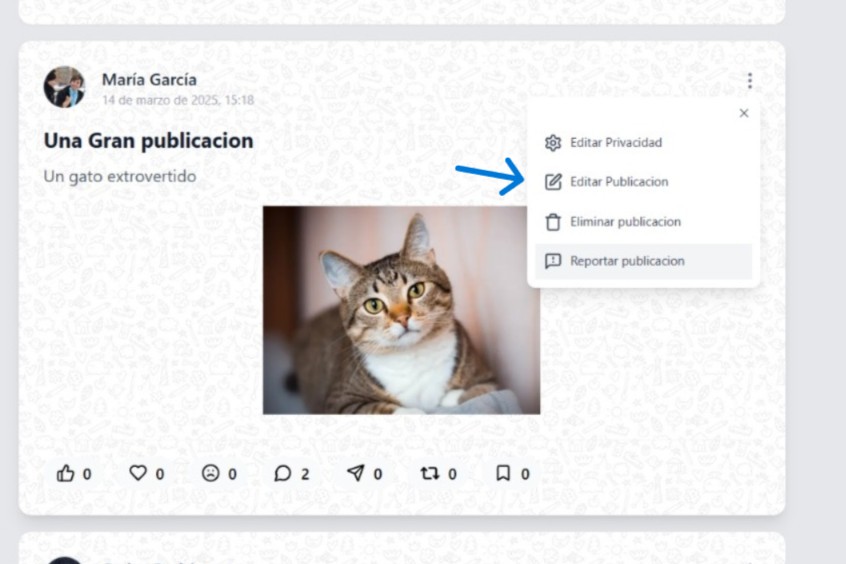 María García
14 de marzo de 2025, 15:18
Una Gran publicacion
Un gato extrovertido
Editar Privacidad
Editar Publicacion
Eliminar publicacion
Reportar publicacion
0 0 0 2 0 0 0